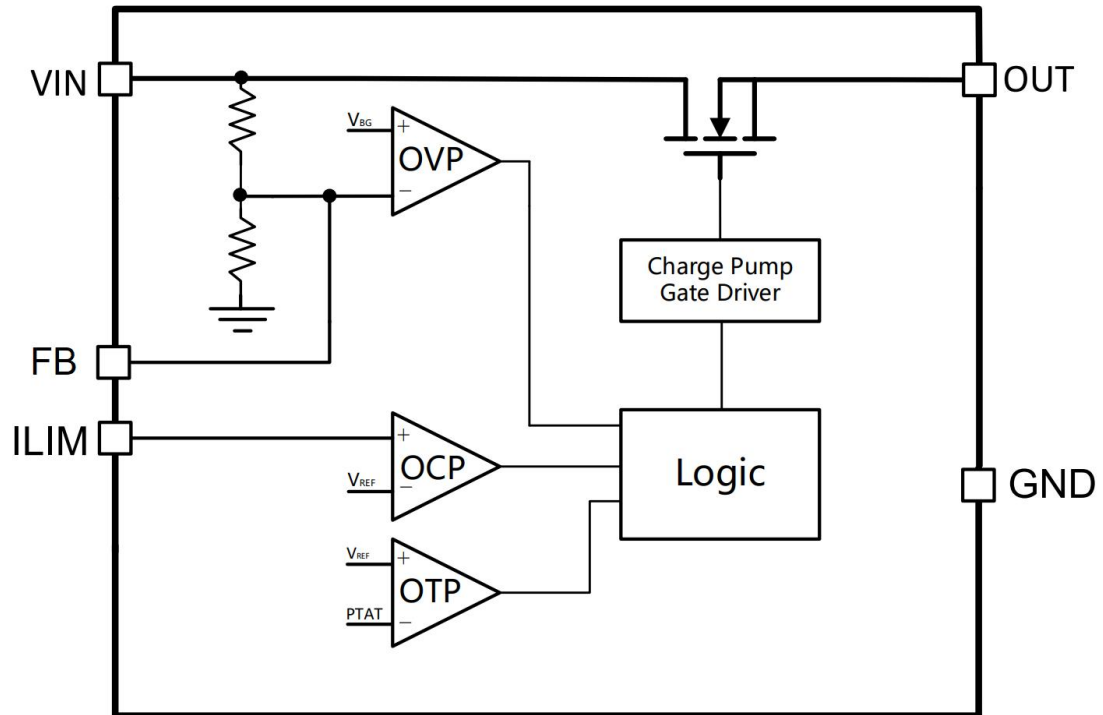 VIN
OUT
VBG
+
OVP
−
Charge Pump
Gate Driver
FB
ILIM
+
OCP
VREF
−
Logic
GND
VREF
+
OTP
PTAT
−